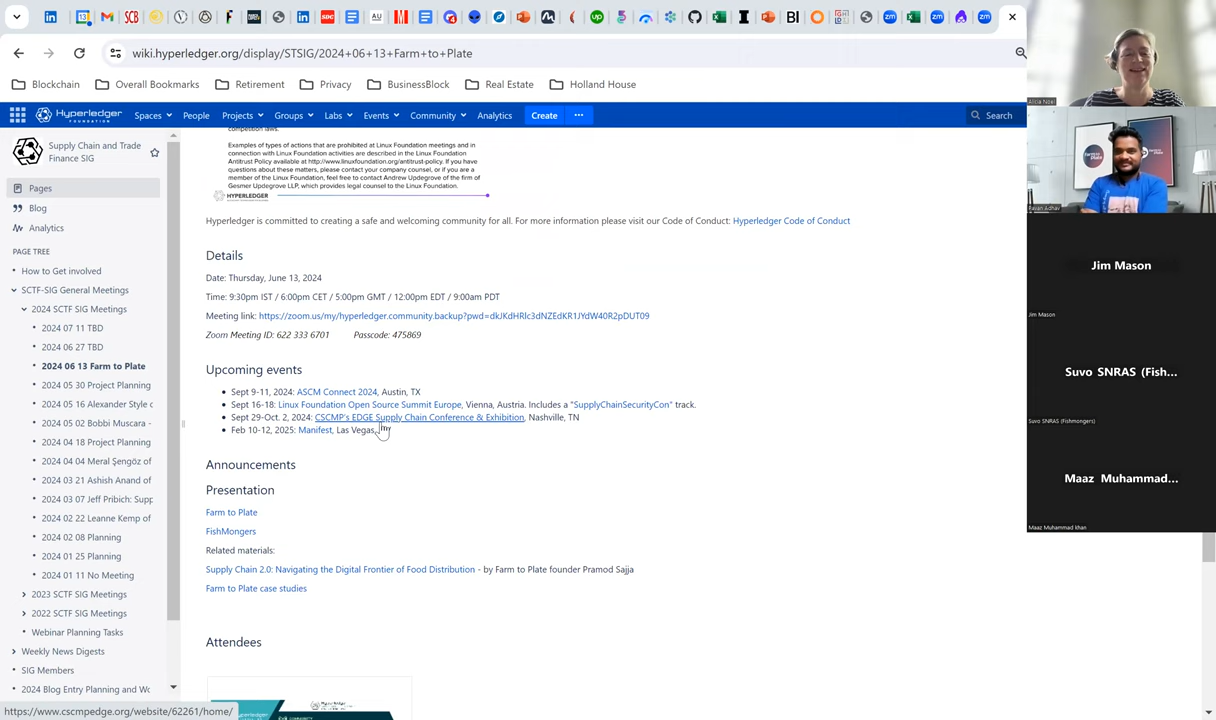 wiki.hyperledger.org/display/STSIG/2024+06+13+Farm+to+Plate
Blockchain
Overall Bookmarks
Retirement
Privacy
BusinessBlock
Real Estate
Holland House
HYPERLEDGER
FOUNDATION
Spaces
People
Projects
Groups
Labs
Events
Community
Analytics
Create
Search
Supply Chain and Trade
Finance SIG
Pages
Blog
Analytics
PAGE TREE
How to Get involved
SCTF-SIG General Meetings
2024 SCTF SIG Meetings
2024 07 11 TBD
2024 06 27 TBD
2024 06 13 Farm to Plate
2024 05 30 Project Planning
2024 05 16 Alexander Style c
2024 05 02 Bobbi Muscara -
2024 04 18 Project Planning
2024 04 04 Meral Şengöz of
2024 03 21 Ashish Anand of
2024 03 07 Jeff Pribich: Supp
2024 02 22 Leanne Kemp of
2024 02 08 Planning
2024 01 25 Planning
2024 01 11 No Meeting
2023 SCTF SIG Meetings
2022 SCTF SIG Meetings
Webinar Planning Tasks
Weekly News Digests
SIG Members
2024 Blog Entry Planning and Wo
https://www.cscmpedge.org/website/62261/home/
competition laws.
Examples of types of actions that are prohibited at Linux Foundation meetings and in
connection with Linux Foundation activities are described in the Linux Foundation
Antitrust Policy available at http://www.linuxfoundation.org/antitrust-policy. If you have
questions about these matters, please contact your company counsel, or if you are a
member of the Linux Foundation, feel free to contact Andrew Updegrove of the firm of
Gesmer Updegrove LLP, which provides legal counsel to the Linux Foundation.
HYPERLEDGER
Hyperledger is committed to creating a safe and welcoming community for all. For more information please visit our Code of Conduct: Hyperledger Code of Conduct
Details
Date: Thursday, June 13, 2024
Time: 9:30pm IST / 6:00pm CET / 5:00pm GMT / 12:00pm EDT / 9:00am PDT
Meeting link: https://zoom.us/my/hyperledger.community.backup?pwd=dkJKdHRlc3dNZEdKR1JYdW40R2pDUT09
Zoom Meeting ID: 622 333 6701 Passcode: 475869
Upcoming events
Sept 9-11, 2024: ASCM Connect 2024, Austin, TX
Sept 16-18: Linux Foundation Open Source Summit Europe, Vienna, Austria. Includes a "SupplyChainSecurityCon" track.
Sept 29-Oct. 2, 2024: CSCMP's EDGE Supply Chain Conference & Exhibition, Nashville, TN
Feb 10-12, 2025: Manifest, Las Vegas,
Announcements
Presentation
Farm to Plate
FishMongers
Related materials:
Supply Chain 2.0: Navigating the Digital Frontier of Food Distribution - by Farm to Plate founder Pramod Sajja
Farm to Plate case studies
Attendees
Alicia Noel
Pavan Adhav
Jim Mason
Jim Mason
Suvo SNRAS (Fish...
Suvo SNRAS (Fishmongers)
Maaz Muhammad...
Maaz Muhammad khan